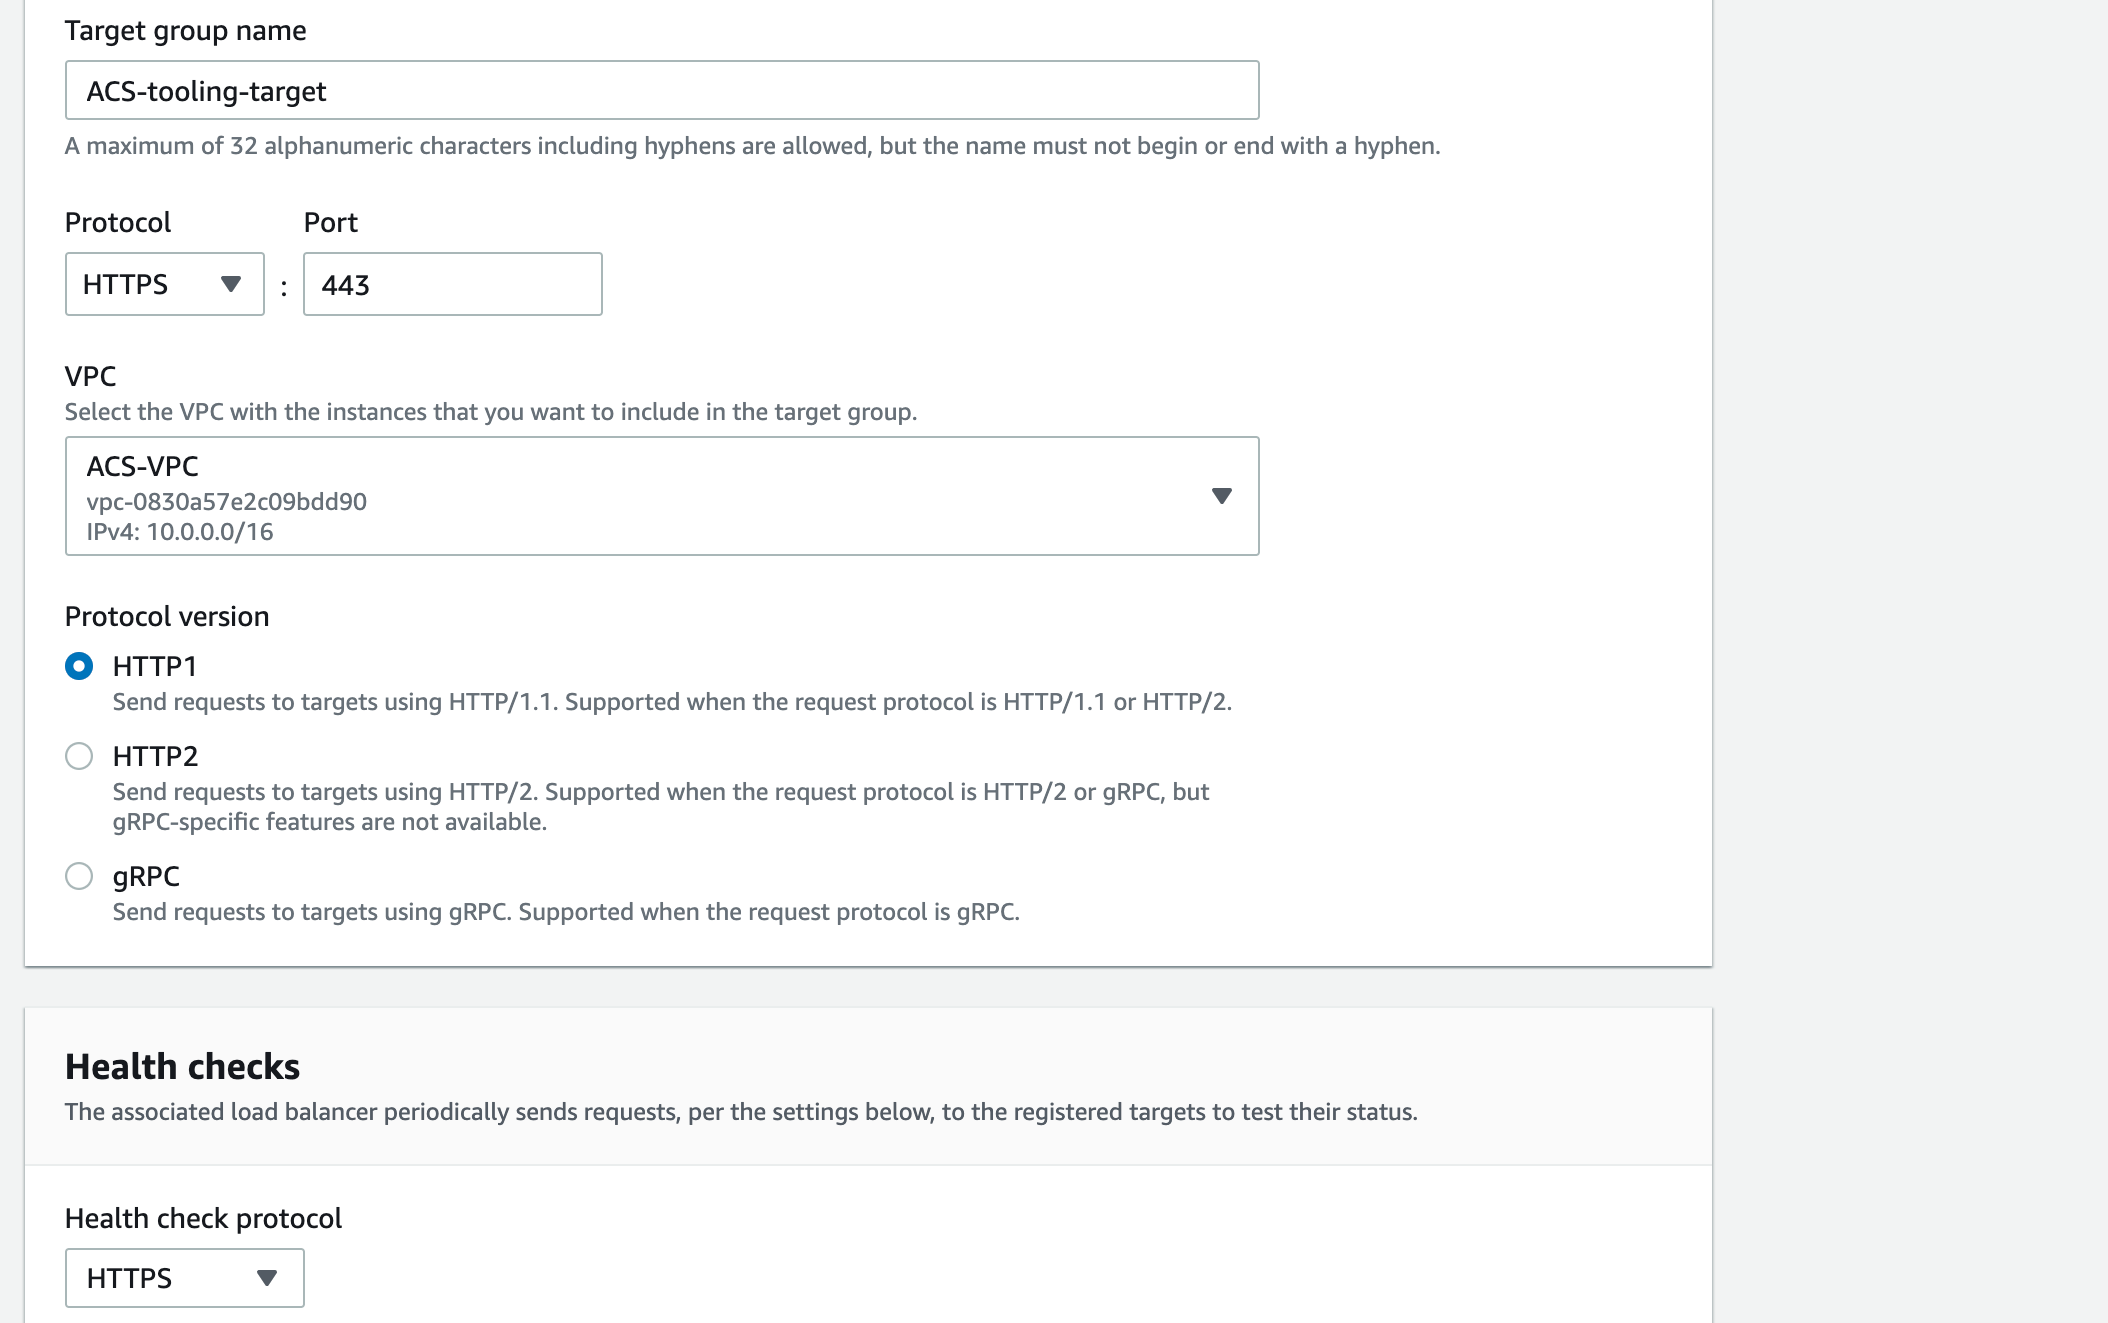 Target group name
ACS-tooling-target
A maximum of 32 alphanumeric characters including hyphens are allowed, but the name must not begin or end with a hyphen.
Protocol Port
HTTPS : 443
VPC
Select the VPC with the instances that you want to include in the target group.
ACS-VPC
vpc-0830a57e2c09bdd90
IPv4: 10.0.0.0/16
Protocol version
HTTP1
Send requests to targets using HTTP/1.1. Supported when the request protocol is HTTP/1.1 or HTTP/2.
HTTP2
Send requests to targets using HTTP/2. Supported when the request protocol is HTTP/2 or gRPC, but
gRPC-specific features are not available.
gRPC
Send requests to targets using gRPC. Supported when the request protocol is gRPC.
Health checks
The associated load balancer periodically sends requests, per the settings below, to the registered targets to test their status.
Health check protocol
HTTPS